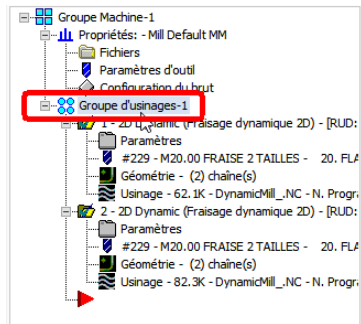 Groupe Machine-1
Propriétés: - Mill Default MM
Fichiers
Paramètres d'outil
Configuration du brut
Groupe d'usinages-1
1 - 2D Dynamic (Fraisage dynamique 2D) - [RUD:
Paramètres
#229 - M20.00 FRAISE 2 TAILLES - 20. FLA
Géométrie - (2) chaîne(s)
Usinage - 62.1K - DynamicMill_.NC - N. Progra
2 - 2D Dynamic (Fraisage dynamique 2D) - [RUD:
Paramètres
#229 - M20.00 FRAISE 2 TAILLES - 20. FLA
Géométrie - (2) chaîne(s)
Usinage - 82.3K - DynamicMill_.NC - N. Progra